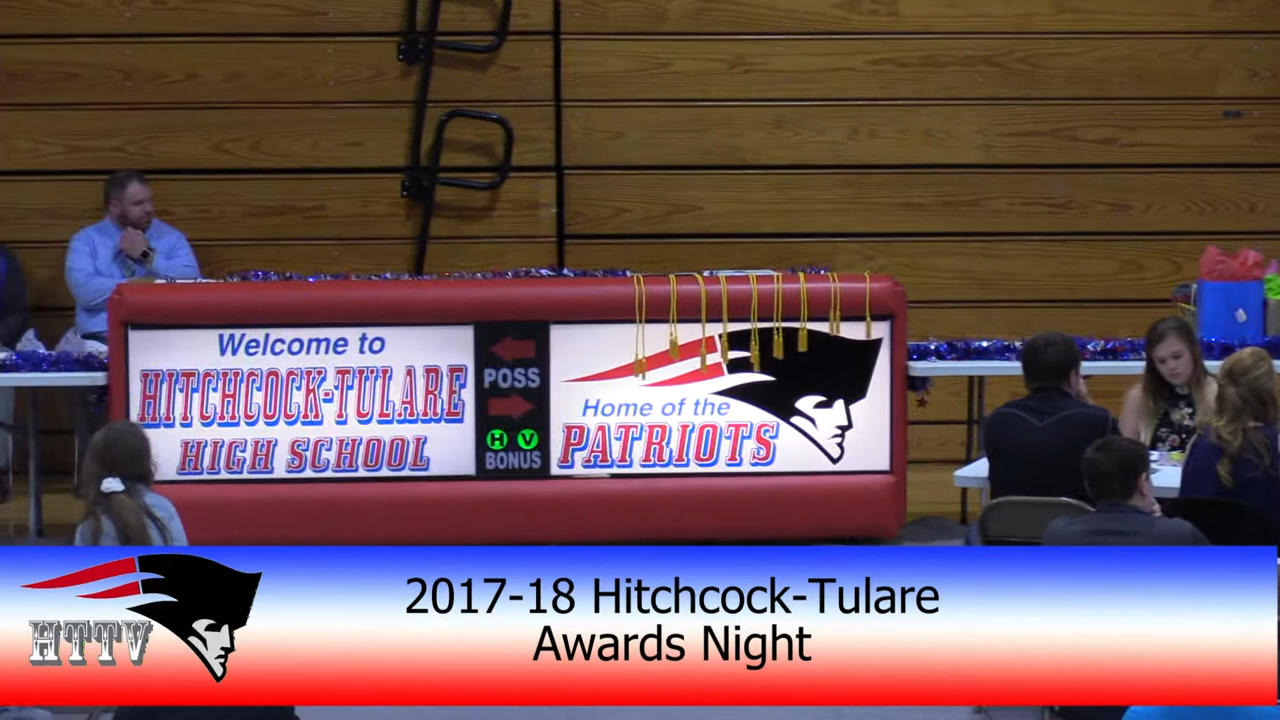 Welcome to
HITCHCOCK-TULARE
HIGH SCHOOL
POSS
H V
BONUS
Home of the
PATRIOTS
HTTV
2017-18 Hitchcock-Tulare
Awards Night